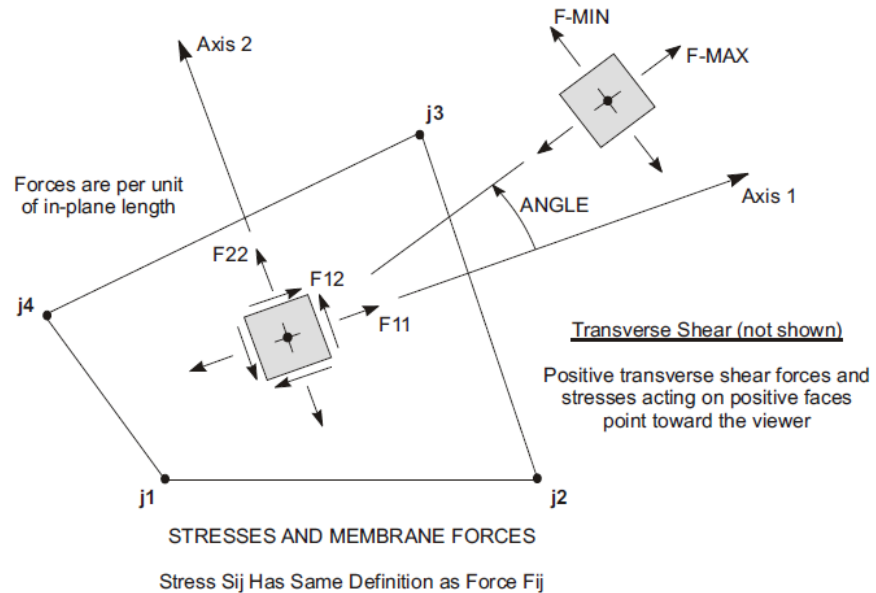 F-MIN
Axis 2
F-MAX
j3
Forces are per unit
of in-plane length
ANGLE
Axis 1
F22
F12
j4
F11
Transverse Shear (not shown)
Positive transverse shear forces and
stresses acting on positive faces
point toward the viewer
j1
j2
STRESSES AND MEMBRANE FORCES
Stress Sij Has Same Definition as Force Fij